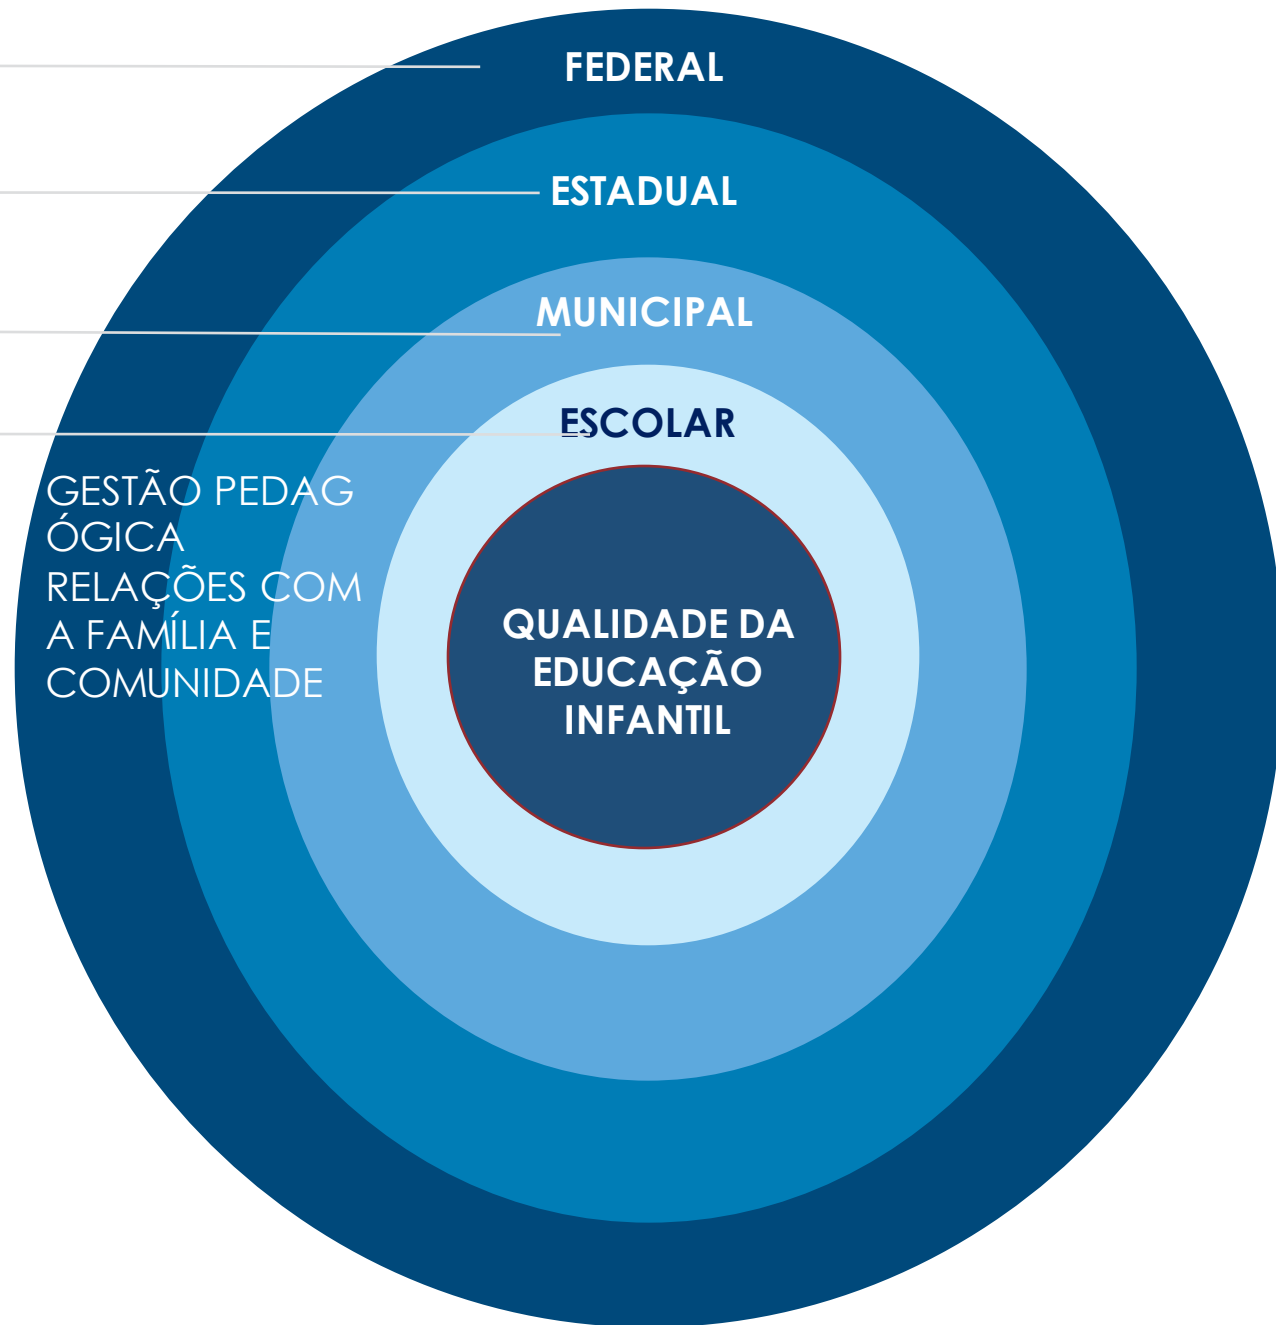 FEDERAL
ESTADUAL
MUNICIPAL
ESCOLAR
GESTÃO PEDAG
ÓGICA
RELAÇÕES COM
A FAMÍLIA E
COMUNIDADE
QUALIDADE DA
EDUCAÇÃO
INFANTIL